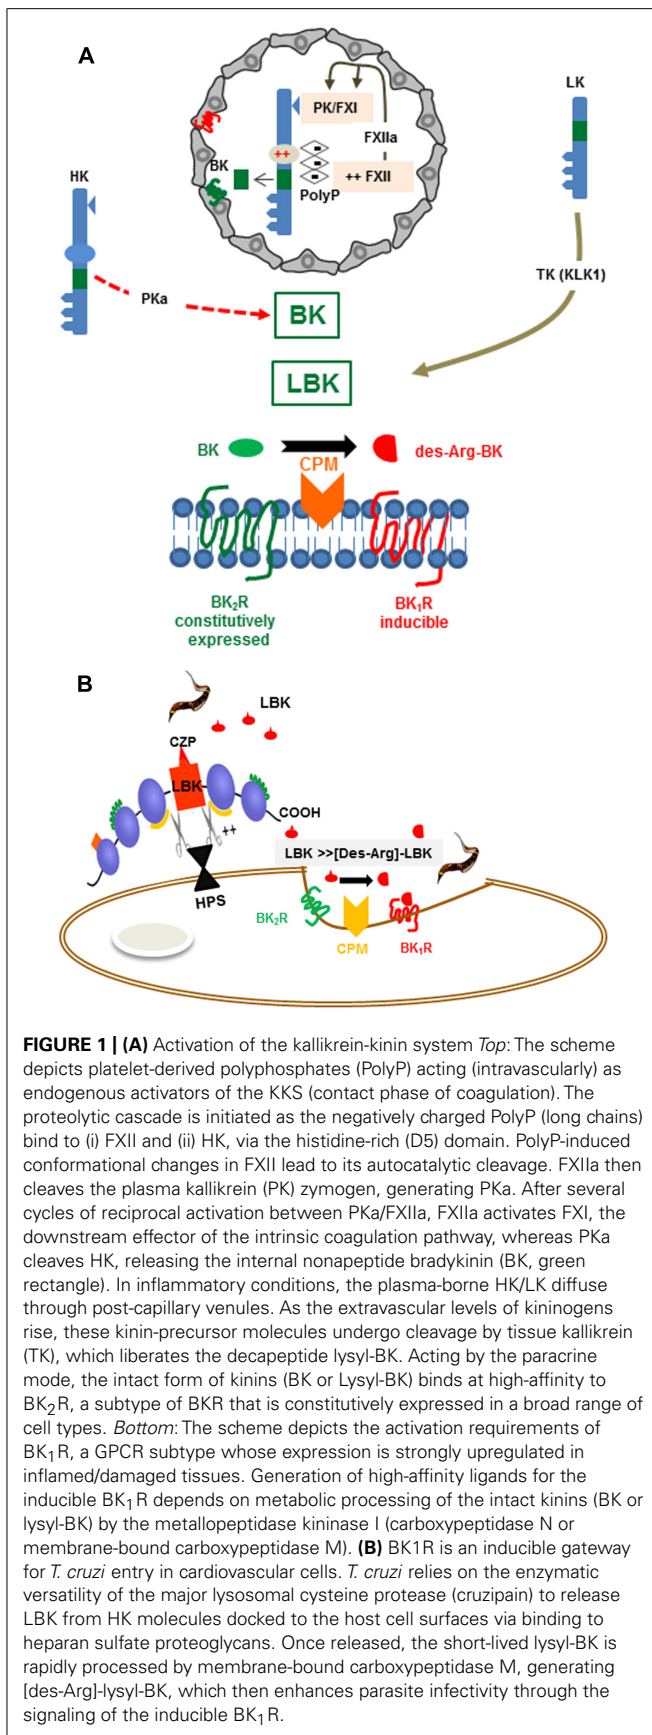 A
PK/FXI
FXIIa
BK
++
++ FXII
PolyP
HK
LK
PKa
TK (KLK1)
BK
LBK
BK
des-Arg-BK
CPM
BK₂R
constitutively
expressed
BK₁R
inducible
B
LBK
CZP
LBK
COOH
++
LBK >>[Des-Arg]-LBK
HPS
BK₂R
CPM
BK₁R
FIGURE 1 | (A) Activation of the kallikrein-kinin system Top: The scheme
depicts platelet-derived polyphosphates (PolyP) acting (intravascularly) as
endogenous activators of the KKS (contact phase of coagulation). The
proteolytic cascade is initiated as the negatively charged PolyP (long chains)
bind to (i) FXII and (ii) HK, via the histidine-rich (D5) domain. PolyP-induced
conformational changes in FXII lead to its autocatalytic cleavage. FXIIa then
cleaves the plasma kallikrein (PK) zymogen, generating PKa. After several
cycles of reciprocal activation between PKa/FXIIa, FXIIa activates FXI, the
downstream effector of the intrinsic coagulation pathway, whereas PKa
cleaves HK, releasing the internal nonapeptide bradykinin (BK, green
rectangle). In inflammatory conditions, the plasma-borne HK/LK diffuse
through post-capillary venules. As the extravascular levels of kininogens
rise, these kinin-precursor molecules undergo cleavage by tissue kallikrein
(TK), which liberates the decapeptide lysyl-BK. Acting by the paracrine
mode, the intact form of kinins (BK or Lysyl-BK) binds at high-affinity to
BK₂R, a subtype of BKR that is constitutively expressed in a broad range of
cell types. Bottom: The scheme depicts the activation requirements of
BK₁R, a GPCR subtype whose expression is strongly upregulated in
inflamed/damaged tissues. Generation of high-affinity ligands for the
inducible BK₁R depends on metabolic processing of the intact kinins (BK or
lysyl-BK) by the metallopeptidase kininase I (carboxypeptidase N or
membrane-bound carboxypeptidase M). (B) BK1R is an inducible gateway
for T. cruzi entry in cardiovascular cells. T. cruzi relies on the enzymatic
versatility of the major lysosomal cysteine protease (cruzipain) to release
LBK from HK molecules docked to the host cell surfaces via binding to
heparan sulfate proteoglycans. Once released, the short-lived lysyl-BK is
rapidly processed by membrane-bound carboxypeptidase M, generating
[des-Arg]-lysyl-BK, which then enhances parasite infectivity through the
signaling of the inducible BK₁R.